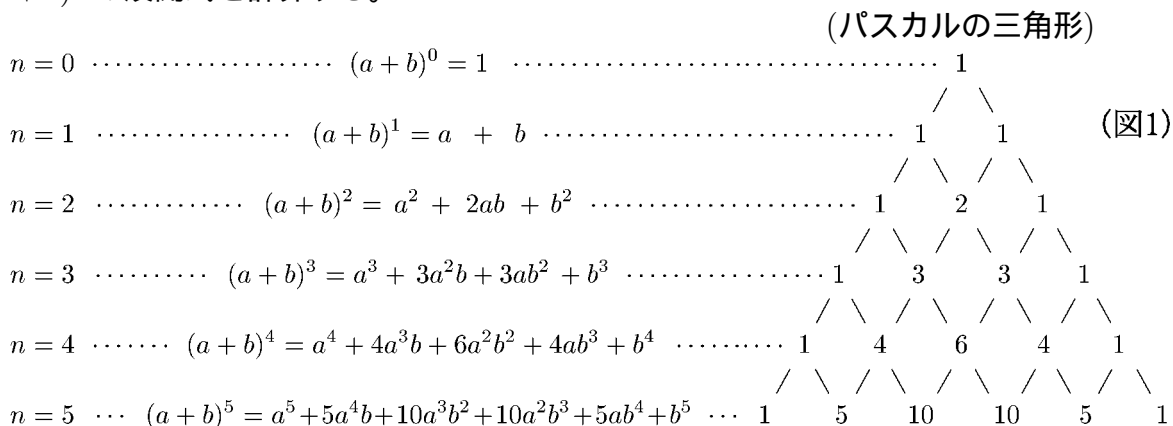 (パスカルの三角形)
n = 0 ····················· (a + b)^0 = 1 ····································· 1
n = 1 ················· (a + b)^1 = a + b ······························ 1 1 (図1)
n = 2 ············· (a + b)^2 = a^2 + 2ab + b^2 ······················· 1 2 1
n = 3 ·········· (a + b)^3 = a^3 + 3a^2b + 3ab^2 + b^3 ················· 1 3 3 1
n = 4 ······· (a + b)^4 = a^4 + 4a^3b + 6a^2b^2 + 4ab^3 + b^4 ·········· 1 4 6 4 1
n = 5 ··· (a + b)^5 = a^5+5a^4b+10a^3b^2+10a^2b^3+5ab^4+b^5 ··· 1 5 10 10 5 1